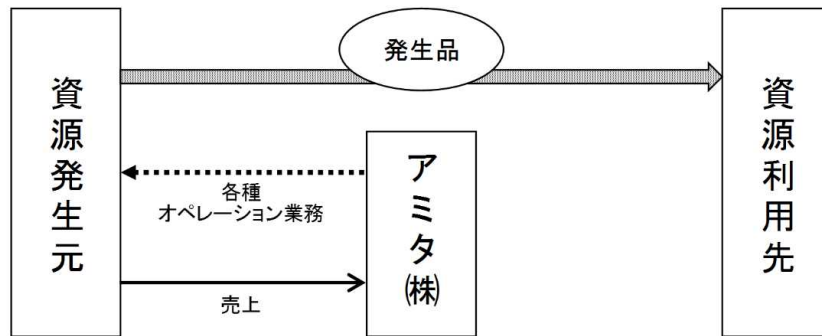 発生品
資源発生元
各種
オペレーション業務
売上
アミタ㈱
資源利用先